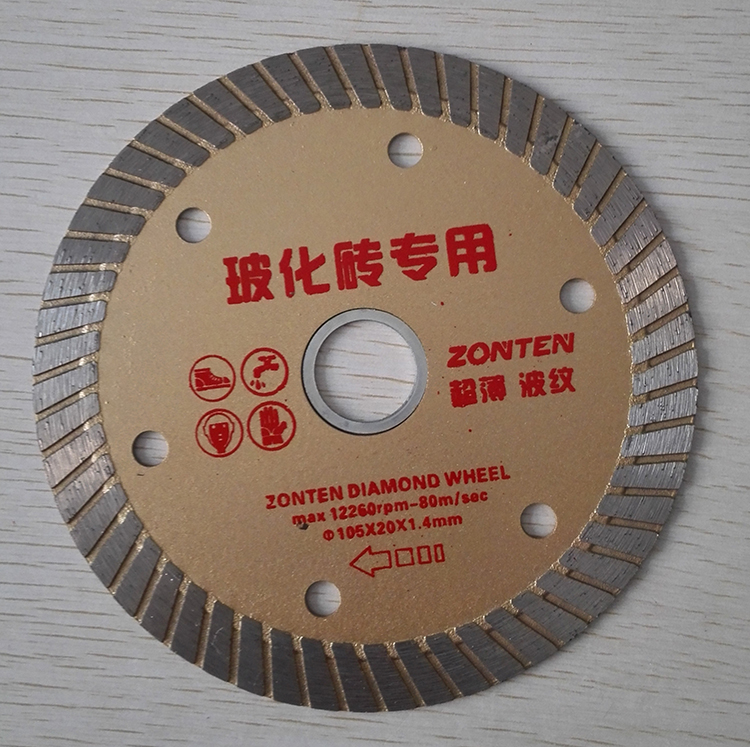 玻化砖专用
ZONTEN
超薄 波纹
ZONTEN DIAMOND WHEEL
max 12260rpm-80m/sec
Φ105X20X1.4mm